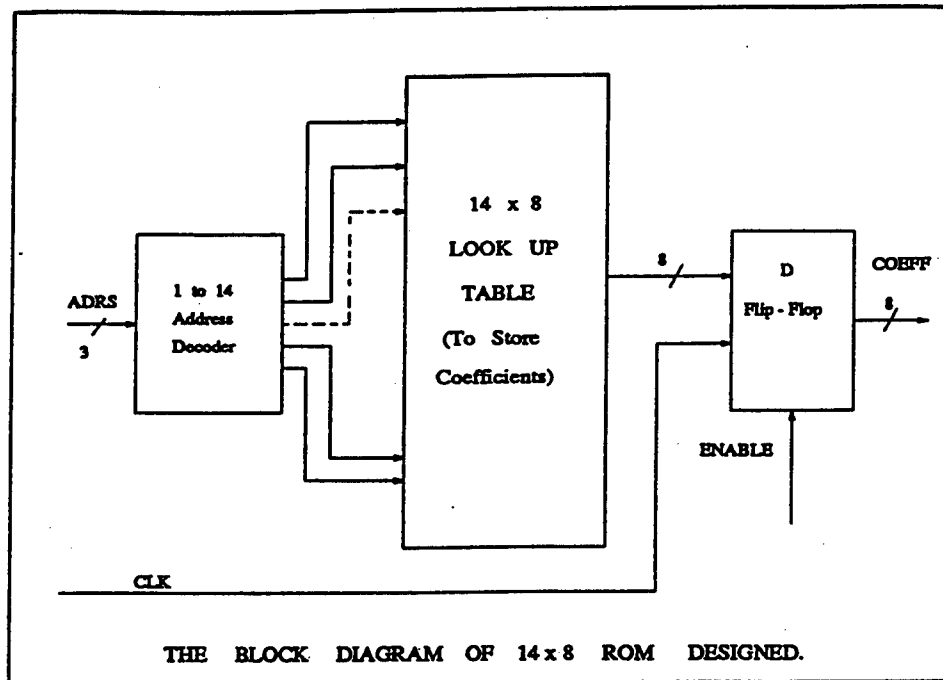 ADRS
3
1 to 14
Address
Decoder
14 x 8
LOOK UP
TABLE
(To Store
Coefficients)
8
D
Flip - Flop
COEFF
8
ENABLE
CLK
THE BLOCK DIAGRAM OF 14 x 8 ROM DESIGNED.